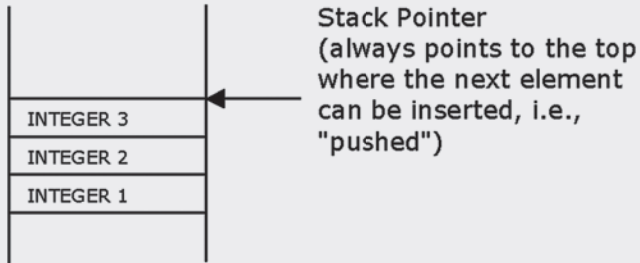 Stack Pointer
(always points to the top
where the next element
can be inserted, i.e.,
"pushed")
INTEGER 3
INTEGER 2
INTEGER 1